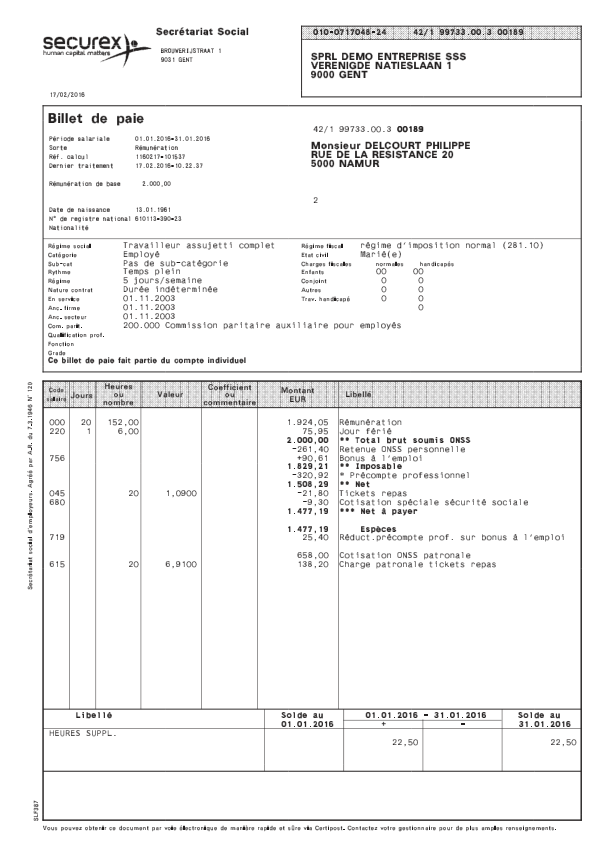 securex
human capital matters
Secrétariat Social
BROUWERIJSTRAAT 1
9031 GENT
010-0717048-24 42/1 99733.00.3 00189
SPRL DEMO ENTREPRISE SSS
VERENIGDE NATIESLAAN 1
9000 GENT
17/02/2016
Billet de paie
Période salariale 01.01.2016-31.01.2016
Sorte Rémunération
Réf. calcul 1160217-101537
Dernier traitement 17.02.2016-10.22.37
Rémunération de base 2.000,00
Date de naissance 13.01.1961
N° de registre national 610113-390-23
Nationalité
42/1 99733.00.3 00189
Monsieur DELCOURT PHILIPPE
RUE DE LA RESISTANCE 20
5000 NAMUR
2
Régime social Travailleur assujetti complet
Catégorie Employé
Sub-cat Pas de sub-catégorie
Rythme Temps plein
Régime 5 jours/semaine
Nature contrat Durée indéterminée
En service 01.11.2003
Anc. firme 01.11.2003
Anc. secteur 01.11.2003
Com. parit. 200.000 Commission paritaire auxiliaire pour employés
Qualification prof.
Fonction
Grade
Régime fiscal régime d'imposition normal (281.10)
Etat civil Marié(e)
Charges fiscales normales handicapés
Enfants 00 00
Conjoint 0 0
Autres 0 0
Trav. handicapé 0 0
0
Ce billet de paie fait partie du compte individuel
Code salaire Jours Heures ou nombre Valeur Coefficient ou commentaire Montant EUR Libellé
000 20 152,00 1.924,05 Rémunération
220 1 6,00 75,95 Jour férié
2.000,00 ** Total brut soumis ONSS
-261,40 Retenue ONSS personnelle
756 +90,61 Bonus à l'emploi
1.829,21 ** Imposable
-320,92 * Précompte professionnel
1.508,29 ** Net
045 20 1,0900 -21,80 Tickets repas
680 -9,30 Cotisation spéciale sécurité sociale
1.477,19 *** Net à payer
1.477,19 Espèces
719 25,40 Réduct.précompte prof. sur bonus à l'emploi
658,00 Cotisation ONSS patronale
615 20 6,9100 138,20 Charge patronale tickets repas
Libellé Solde au 01.01.2016 01.01.2016 - 31.01.2016 Solde au 31.01.2016
+ -
HEURES SUPPL. 22,50 22,50
Secrétariat social d'employeurs. Agréé par A.R. du 7.3.1946 N° 120
SLF387
Vous pouvez obtenir ce document par voie électronique de manière rapide et sûre via Certipost. Contactez votre gestionnaire pour de plus amples renseignements.